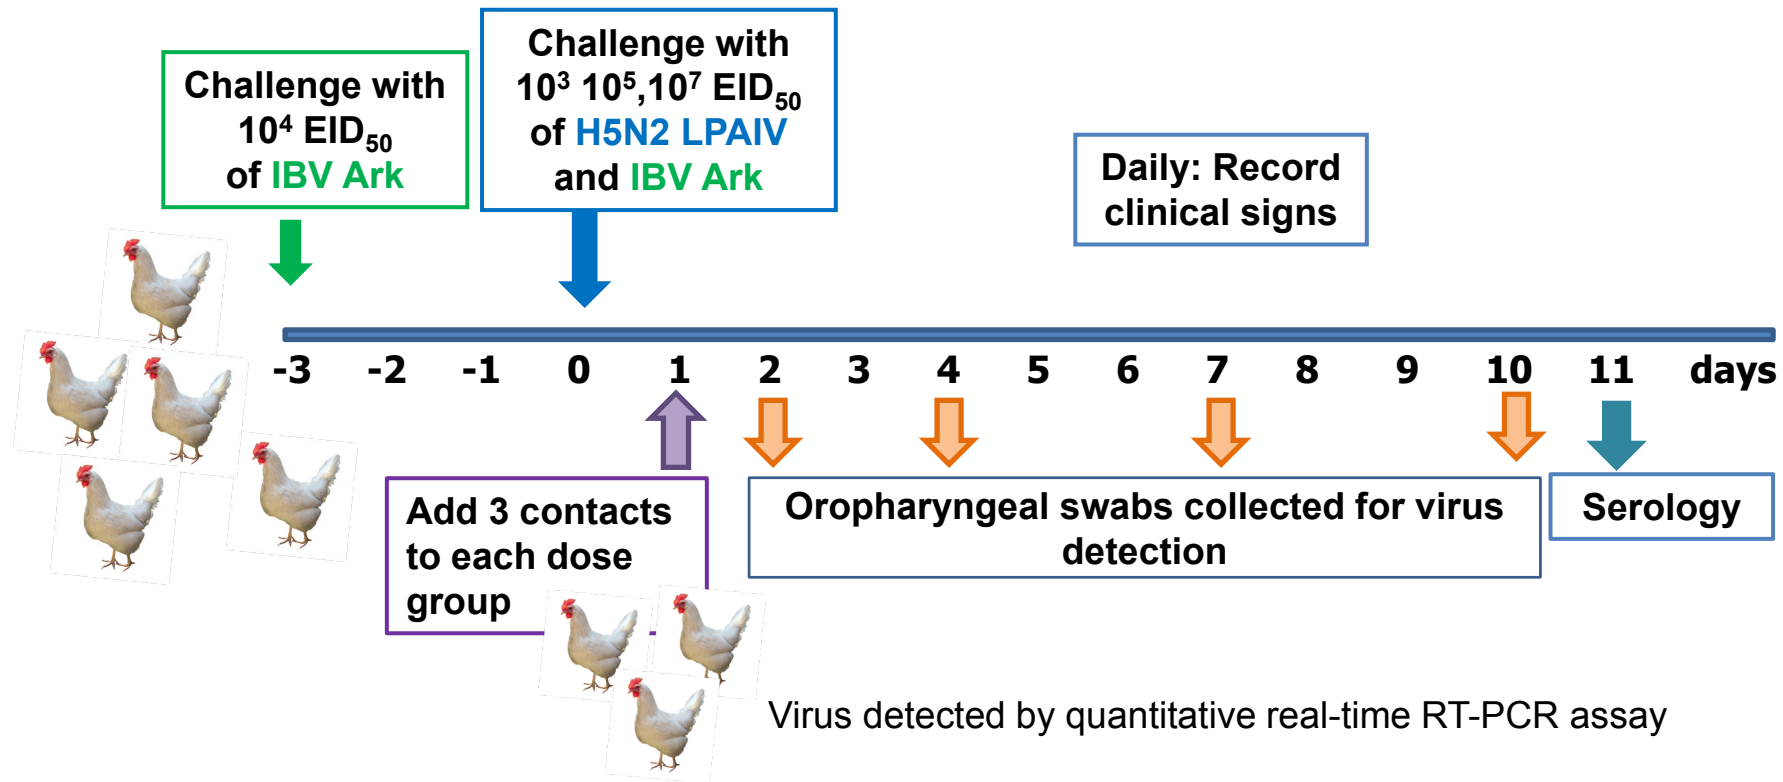 Challenge with
10⁴ EID₅₀
of IBV Ark
Challenge with
10³ 10⁵,10⁷ EID₅₀
of H5N2 LPAIV
and IBV Ark
Daily: Record
clinical signs
-3 -2 -1 0 1 2 3 4 5 6 7 8 9 10 11 days
Add 3 contacts
to each dose
group
Oropharyngeal swabs collected for virus
detection
Serology
Virus detected by quantitative real-time RT-PCR assay